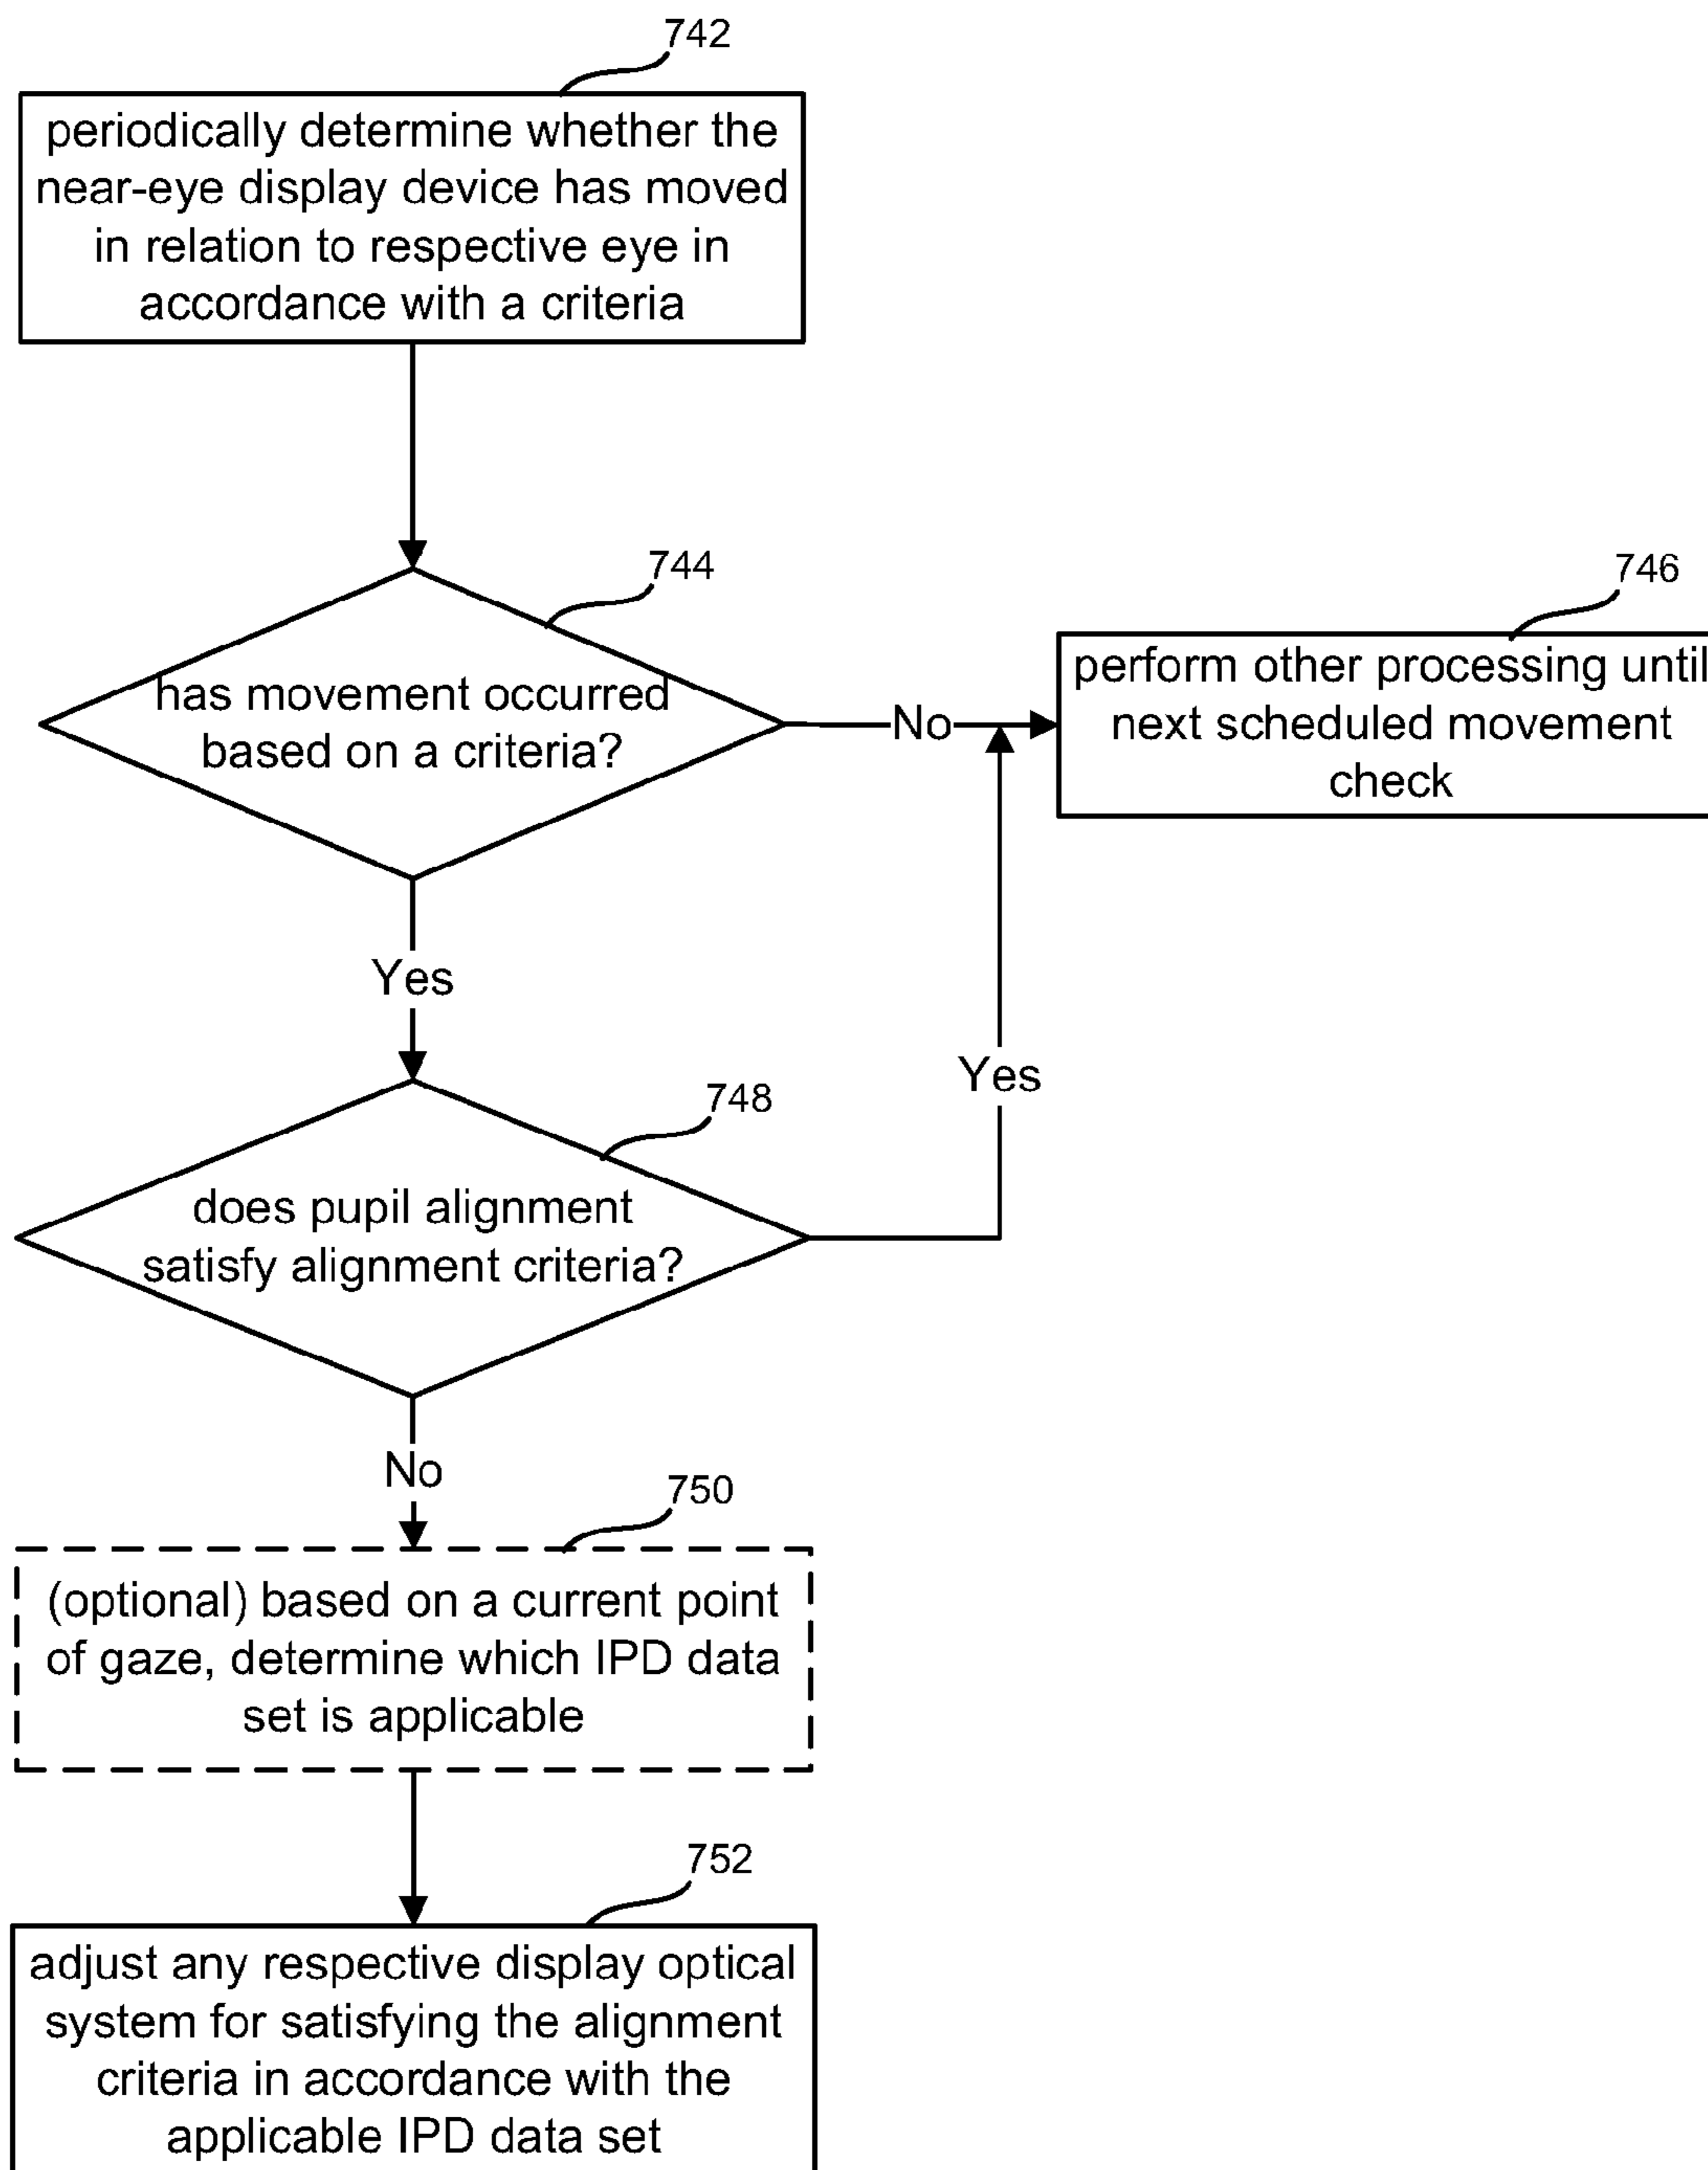 742
periodically determine whether the
near-eye display device has moved
in relation to respective eye in
accordance with a criteria
744
has movement occurred
based on a criteria?
No
746
perform other processing until
next scheduled movement
check
Yes
Yes
748
does pupil alignment
satisfy alignment criteria?
No
750
(optional) based on a current point
of gaze, determine which IPD data
set is applicable
752
adjust any respective display optical
system for satisfying the alignment
criteria in accordance with the
applicable IPD data set